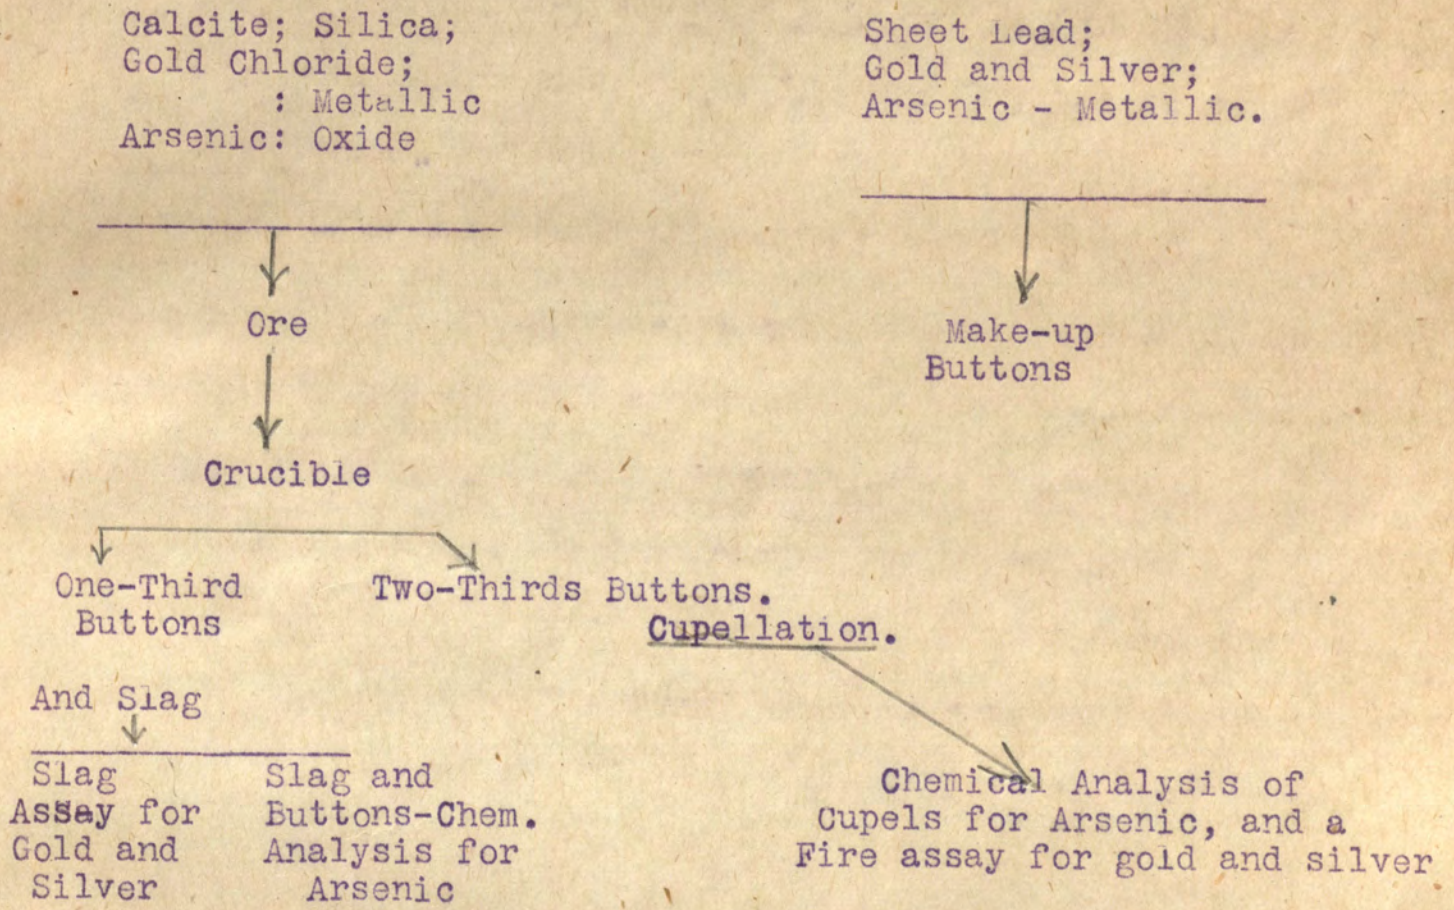 Calcite; Silica;
Gold Chloride;
: Metallic
Arsenic: Oxide
Sheet Lead;
Gold and Silver;
Arsenic - Metallic.
Ore
Make-up
Buttons
Crucible
One-Third
Buttons
Two-Thirds Buttons.
Cupellation.
And Slag
Slag
Assay for
Gold and
Silver
Slag and
Buttons-Chem.
Analysis for
Arsenic
Chemical Analysis of
Cupels for Arsenic, and a
Fire assay for gold and silver